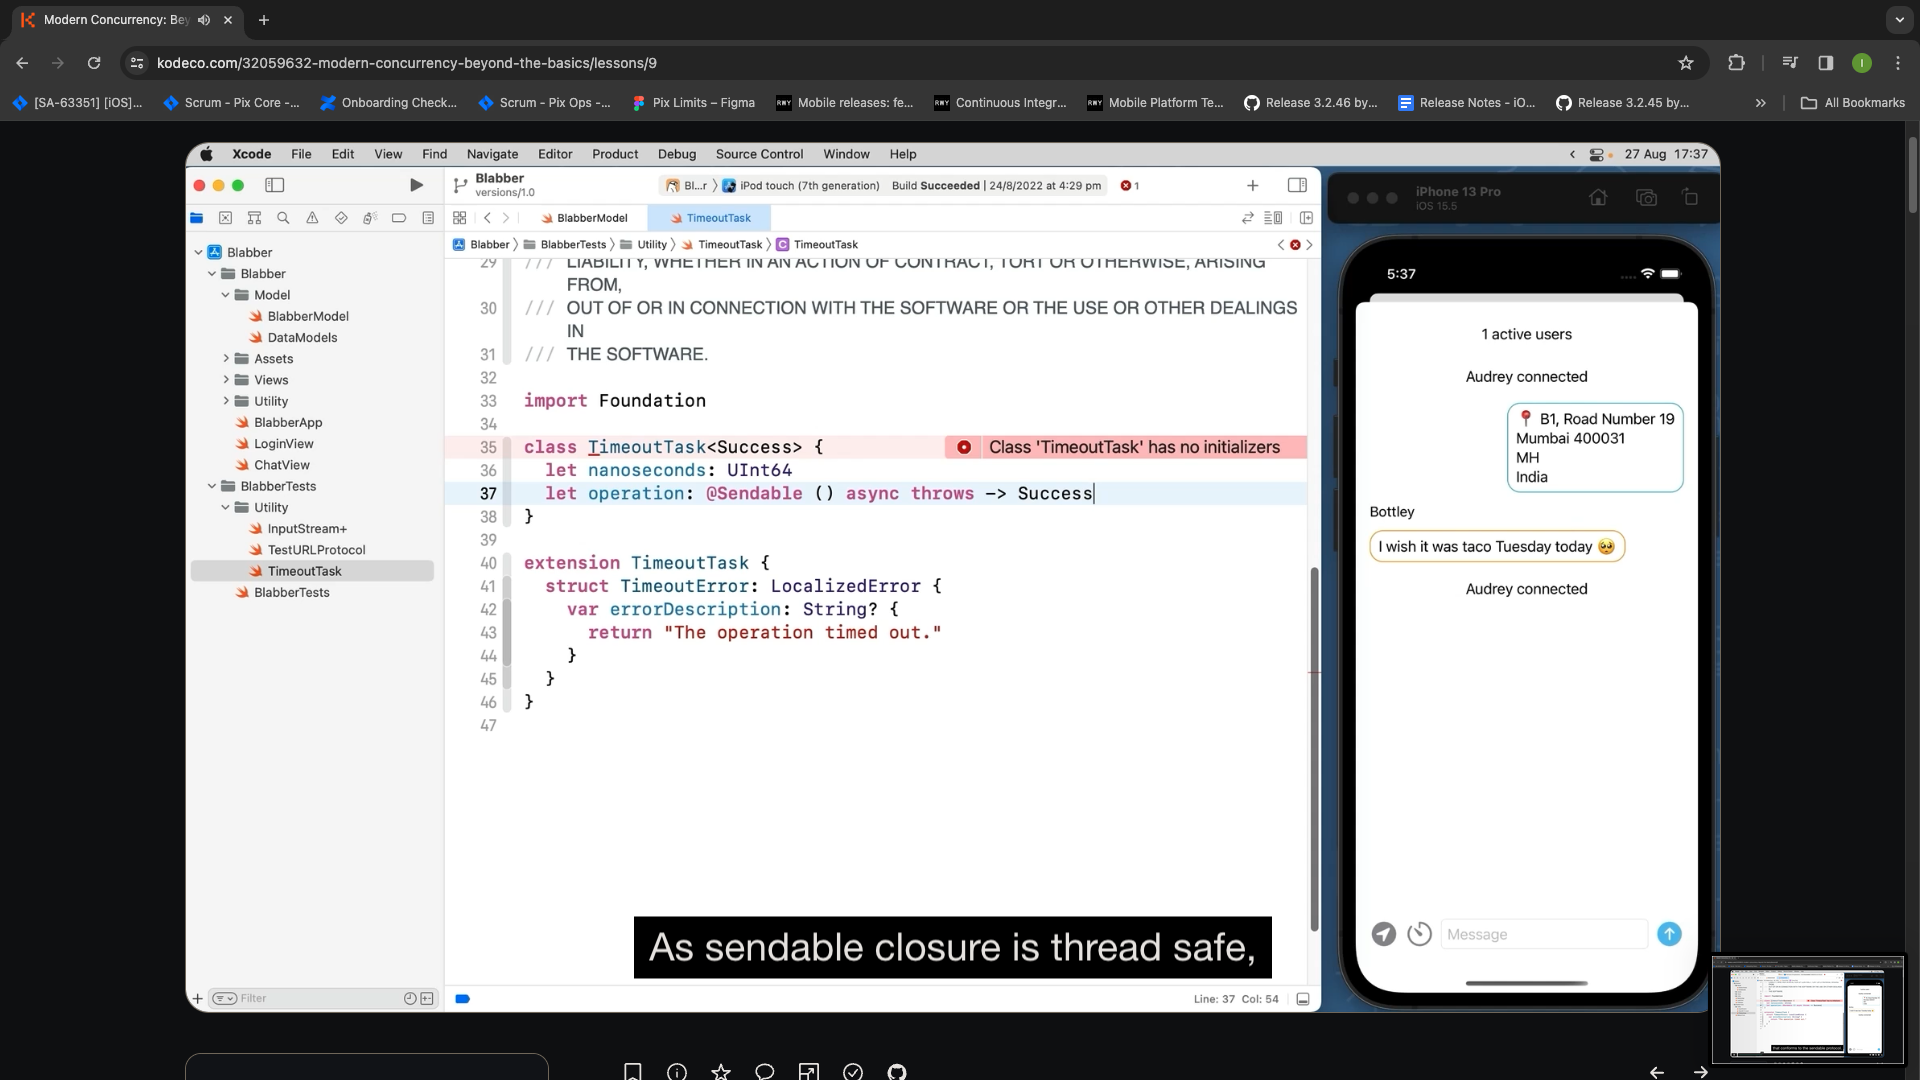 Modern Concurrency: Bey
kodeco.com/32059632-modern-concurrency-beyond-the-basics/lessons/9
[SA-63351] [iOS]...
Scrum - Pix Core -...
Onboarding Check...
Scrum - Pix Ops -...
Pix Limits – Figma
RWY
Mobile releases: fe...
RWY
Continuous Integr...
RWY
Mobile Platform Te...
Release 3.2.46 by...
Release Notes - iO...
Release 3.2.45 by...
All Bookmarks
Xcode File Edit View Find Navigate Editor Product Debug Source Control Window Help
27 Aug 17:37
Blabber
versions/1.0
Bl...r
iPod touch (7th generation)
Build Succeeded | 24/8/2022 at 4:29 pm
1
BlabberModel
TimeoutTask
Blabber
BlabberTests
Utility
TimeoutTask
TimeoutTask
Blabber
Blabber
Model
BlabberModel
DataModels
Assets
Views
Utility
BlabberApp
LoginView
ChatView
BlabberTests
Utility
InputStream+
TestURLProtocol
TimeoutTask
BlabberTests
Filter
29 /// LIABILITY, WHETHER IN AN ACTION OF CONTRACT, TORT OR OTHERWISE, ARISING
FROM,
30 /// OUT OF OR IN CONNECTION WITH THE SOFTWARE OR THE USE OR OTHER DEALINGS
IN
31 /// THE SOFTWARE.
32
33 import Foundation
34
35 class TimeoutTask<Success> {
Class 'TimeoutTask' has no initializers
36 let nanoseconds: UInt64
37 let operation: @Sendable () async throws -> Success
38 }
39
40 extension TimeoutTask {
41 struct TimeoutError: LocalizedError {
42 var errorDescription: String? {
43 return "The operation timed out."
44 }
45 }
46 }
47
As sendable closure is thread safe,
Line: 37 Col: 54
iPhone 13 Pro
iOS 15.5
5:37
1 active users
Audrey connected
📍 B1, Road Number 19
Mumbai 400031
MH
India
Bottley
I wish it was taco Tuesday today 🥺
Audrey connected
Message